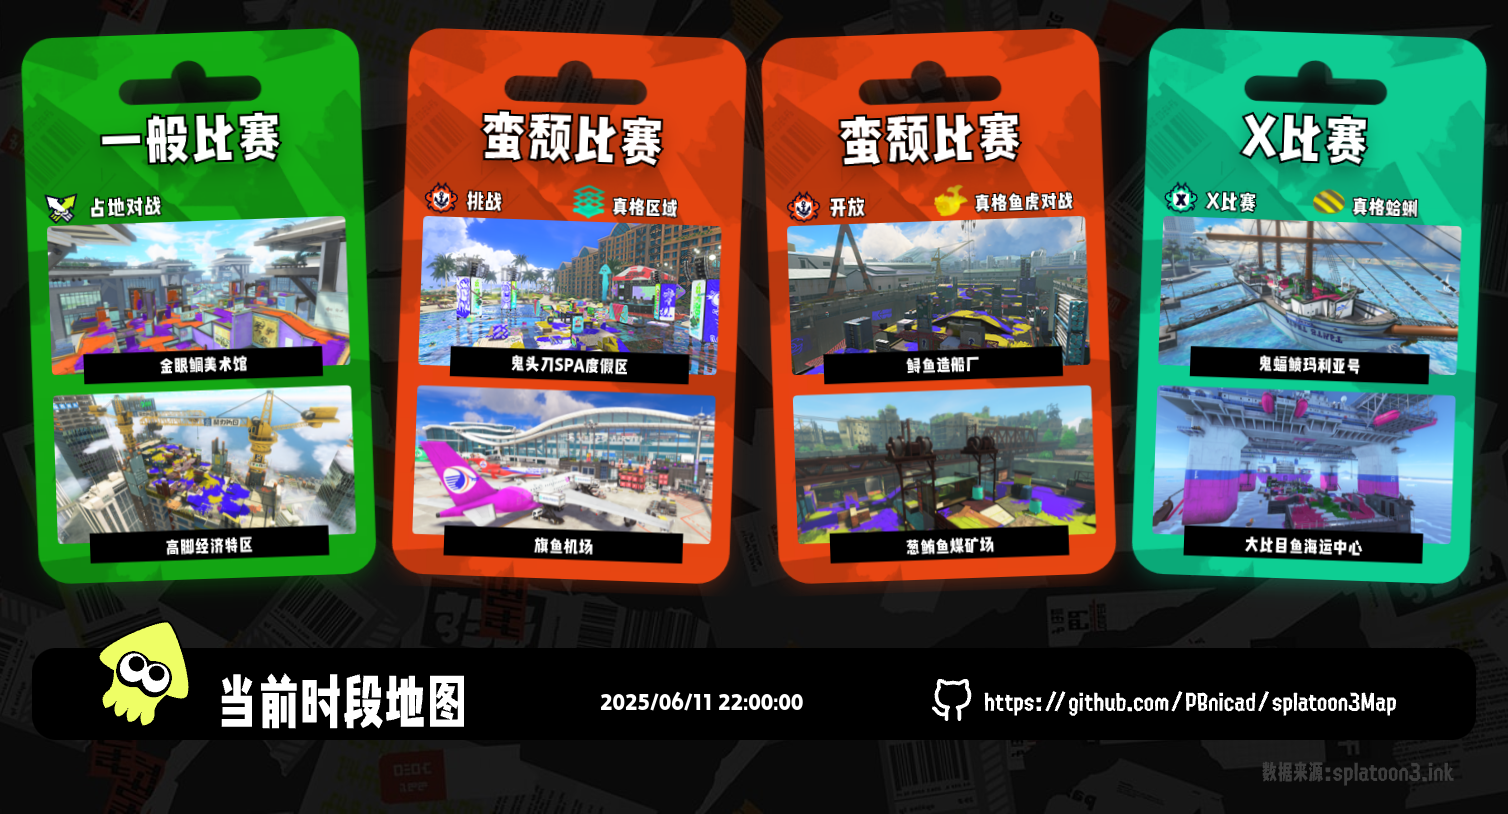 一般比赛
占地对战
金眼鲷美术馆
高脚经济特区
蛮颓比赛
挑战
真格区域
鬼头刀SPA度假区
旗鱼机场
蛮颓比赛
开放
真格鱼虎对战
鲟鱼造船厂
葱鲔鱼煤矿场
X比赛
X比赛
真格蛤蜊
鬼蝠鲼玛利亚号
大比目鱼海运中心
当前时段地图
2025/06/11 22:00:00
https://github.com/PBnicad/splatoon3Map
数据来源:splatoon3.ink